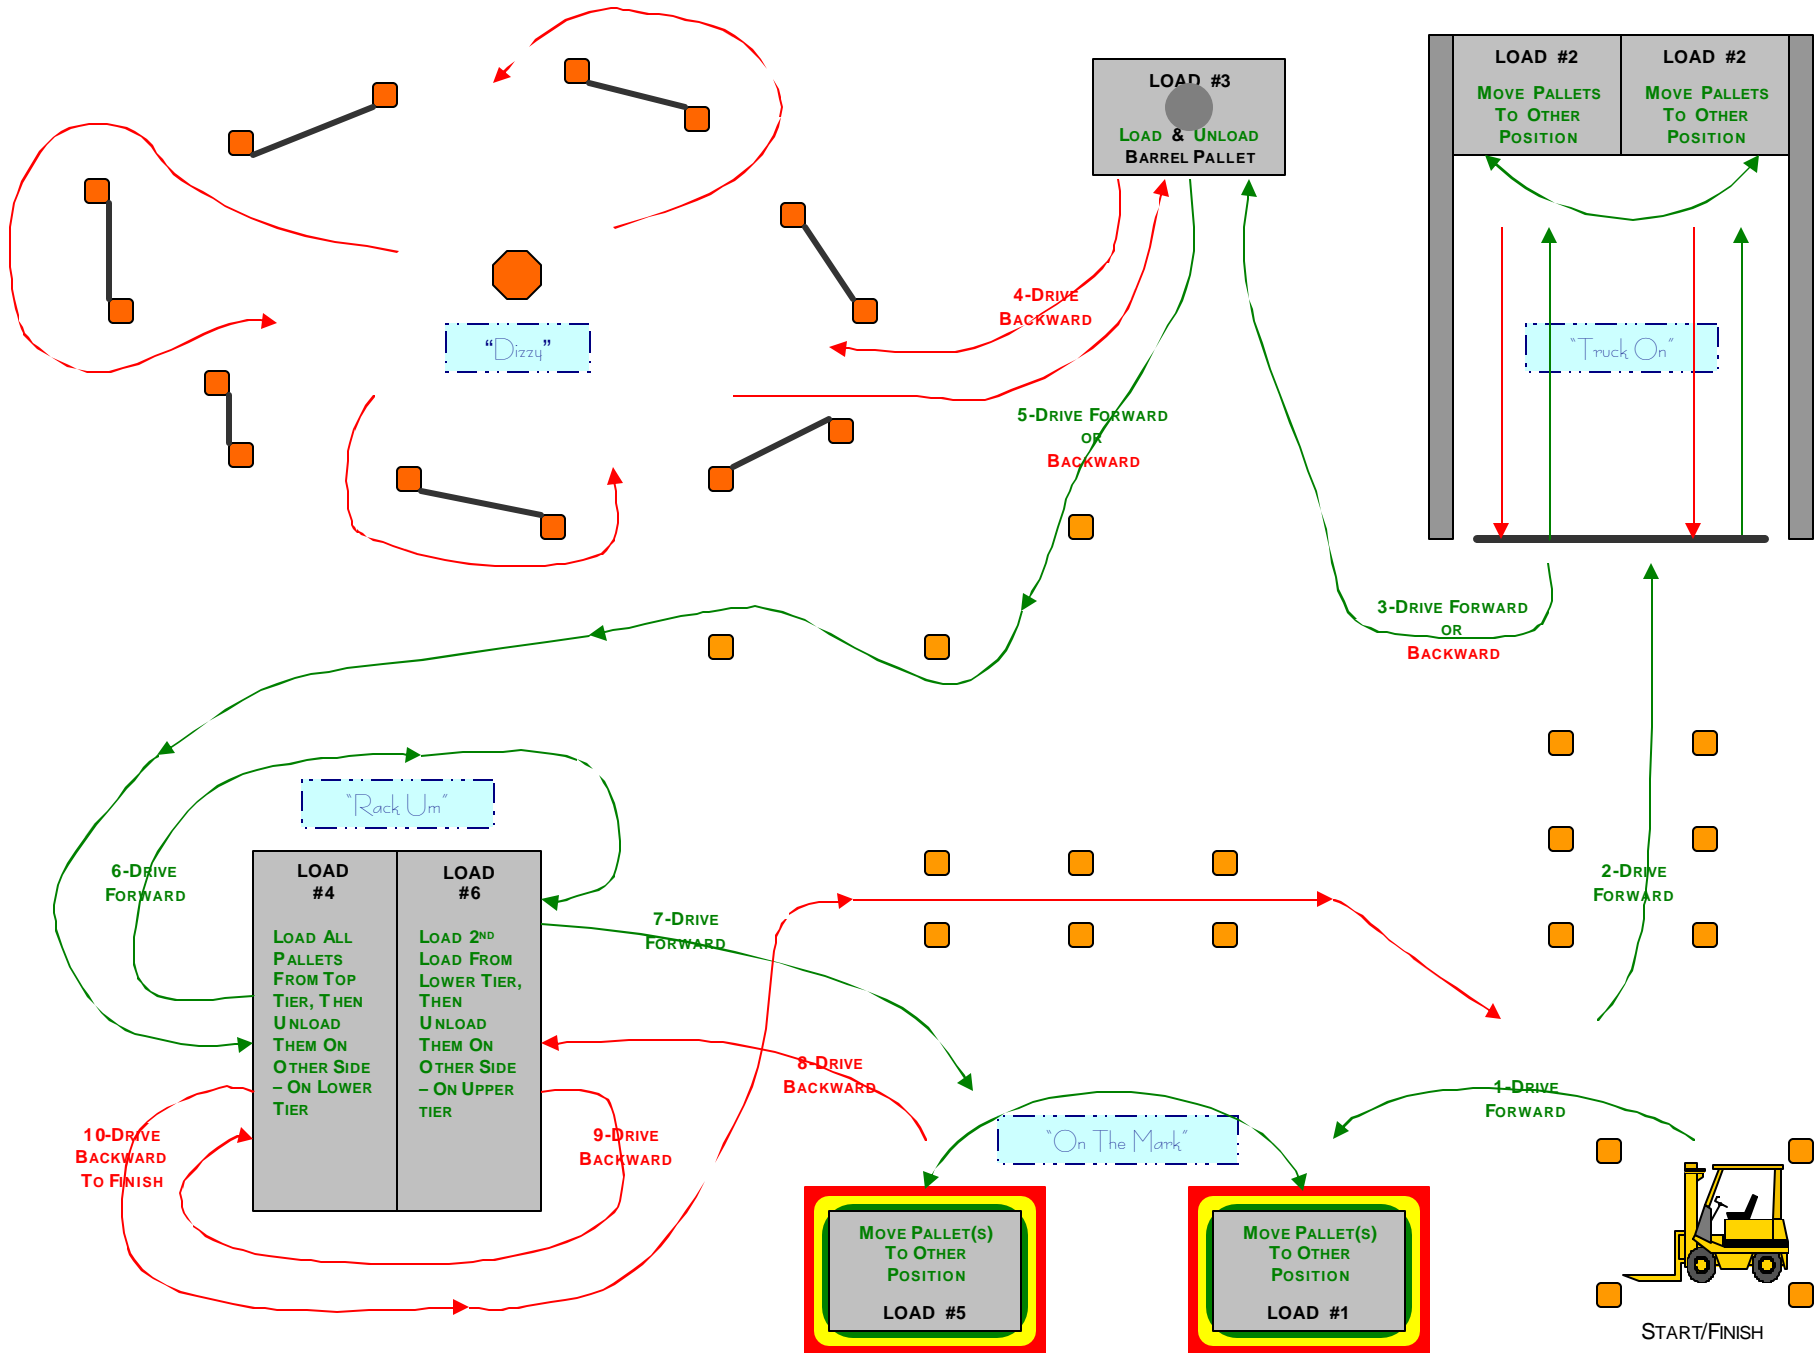 LOAD #3
LOAD & UNLOAD
BARREL PALLET
LOAD #2
MOVE PALLETS
TO OTHER
POSITION
LOAD #2
MOVE PALLETS
TO OTHER
POSITION
4-DRIVE
BACKWARD
“Dizzy”
"Truck On"
5-DRIVE FORWARD
OR
BACKWARD
3-DRIVE FORWARD
OR
BACKWARD
"Rack Um"
6-DRIVE
FORWARD
LOAD
#4
LOAD ALL
PALLETS
FROM TOP
TIER, THEN
UNLOAD
THEM ON
OTHER SIDE
– ON LOWER
TIER
LOAD
#6
LOAD 2ND
LOAD FROM
LOWER TIER,
THEN
UNLOAD
THEM ON
OTHER SIDE
– ON UPPER
TIER
7-DRIVE
FORWARD
2-DRIVE
FORWARD
8-DRIVE
BACKWARD
1-DRIVE
FORWARD
10-DRIVE
BACKWARD
TO FINISH
9-DRIVE
BACKWARD
"On The Mark"
MOVE PALLET(S)
TO OTHER
POSITION
LOAD #5
MOVE PALLET(S)
TO OTHER
POSITION
LOAD #1
START/FINISH